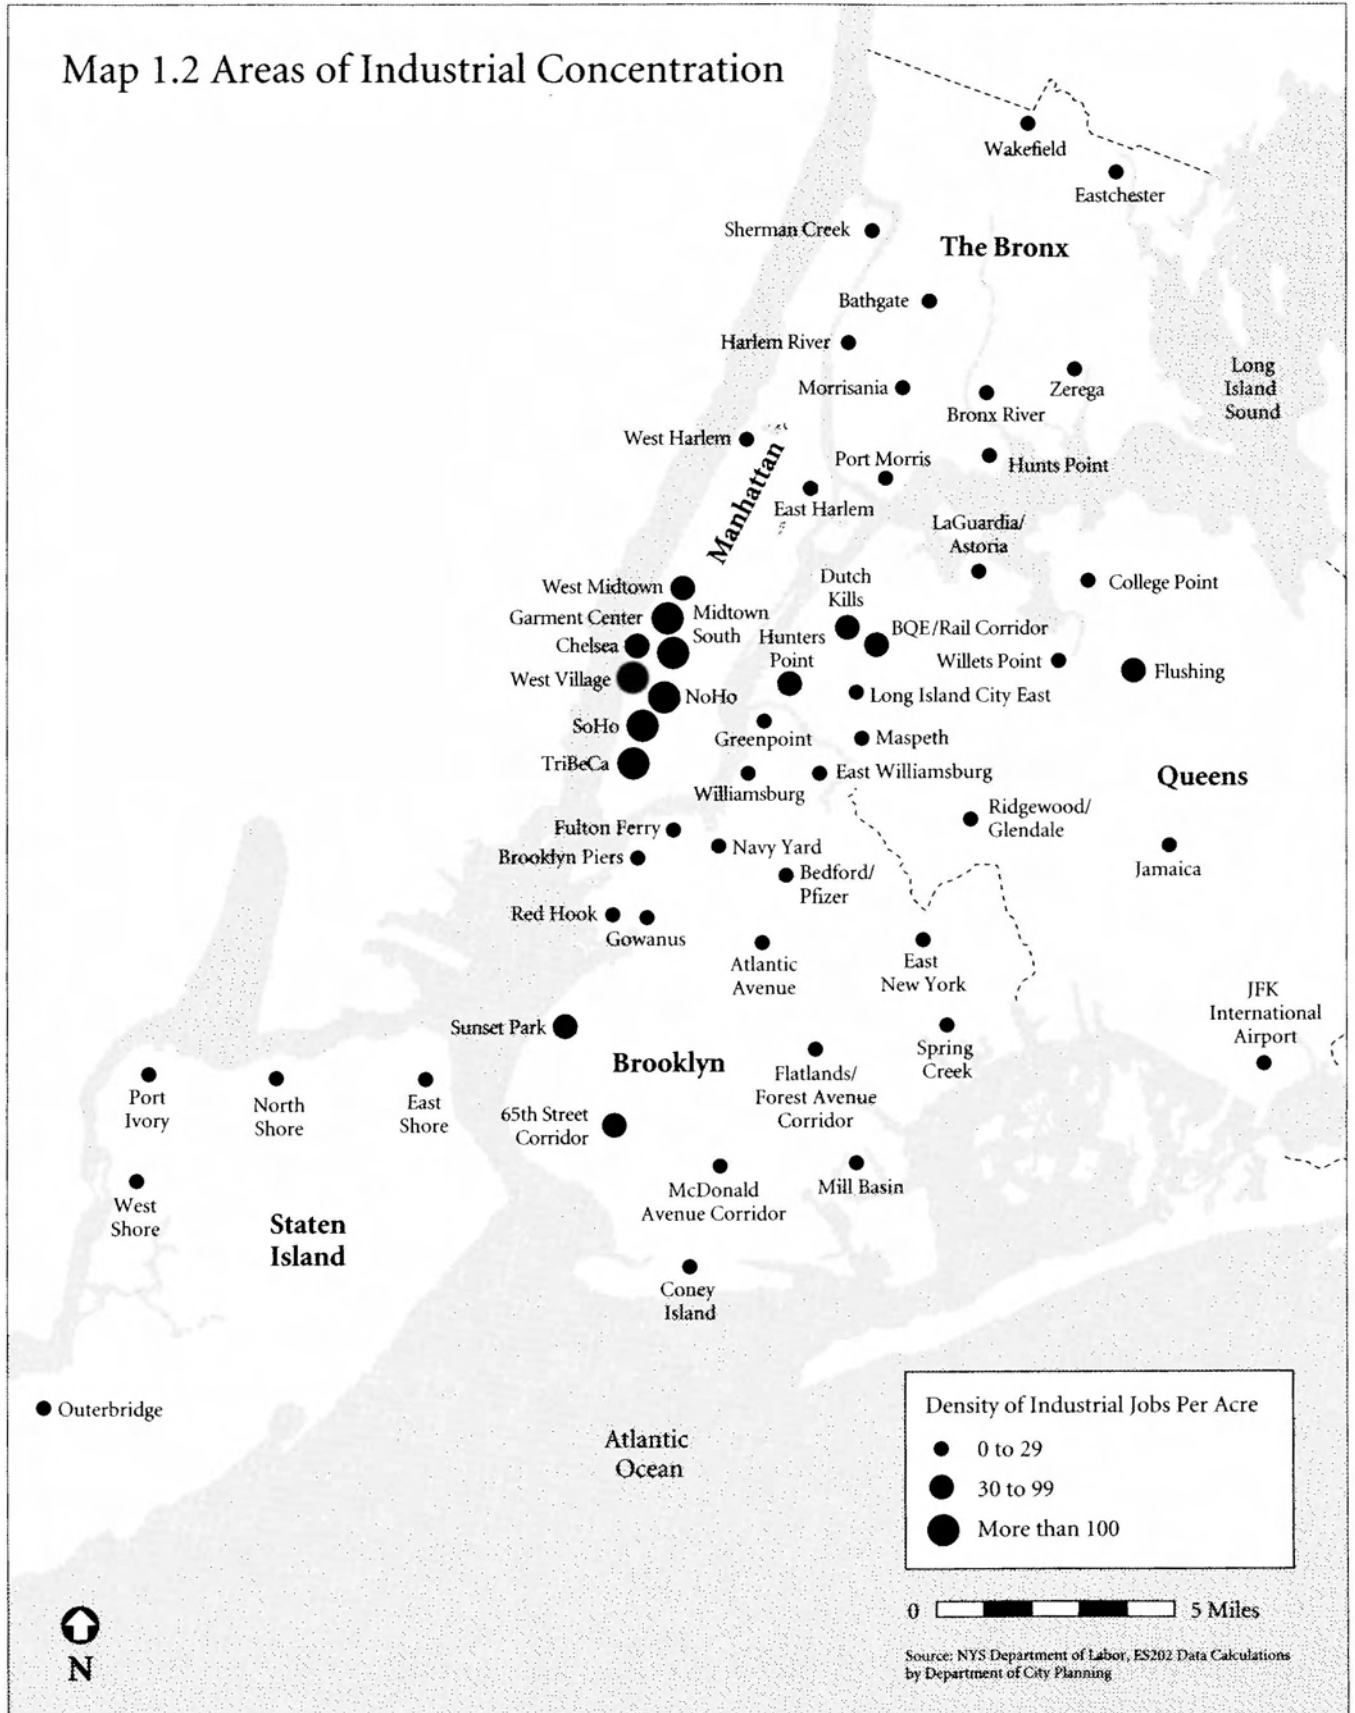 Map 1.2 Areas of Industrial Concentration
Wakefield
Eastchester
Sherman Creek
The Bronx
Bathgate
Harlem River
Long
Island
Sound
Morrisania
Zerega
Bronx River
West Harlem
Manhattan
Port Morris
Hunts Point
East Harlem
LaGuardia/
Astoria
West Midtown
Dutch
Kills
College Point
Garment Center
Midtown
South
Chelsea
Hunters
Point
BQE/Rail Corridor
Willets Point
Flushing
West Village
NoHo
Long Island City East
SoHo
Greenpoint
Maspeth
TriBeCa
Williamsburg
East Williamsburg
Queens
Ridgewood/
Glendale
Fulton Ferry
Navy Yard
Brooklyn Piers
Bedford/
Pfizer
Jamaica
Red Hook
Gowanus
Atlantic
Avenue
East
New York
JFK
International
Airport
Sunset Park
Brooklyn
Spring
Creek
Flatlands/
Forest Avenue
Corridor
Port
Ivory
North
Shore
East
Shore
65th Street
Corridor
McDonald
Avenue Corridor
Mill Basin
West
Shore
Staten
Island
Coney
Island
Outerbridge
Atlantic
Ocean
Density of Industrial Jobs Per Acre
0 to 29
30 to 99
More than 100
0 5 Miles
N
Source: NYS Department of Labor, ES202 Data Calculations
by Department of City Planning